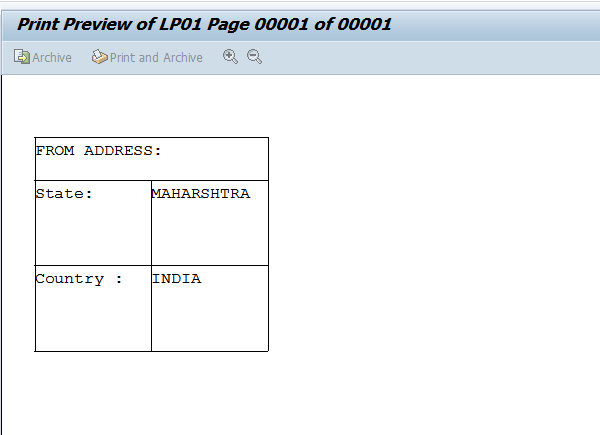 Print Preview of LP01 Page 00001 of 00001
Archive Print and Archive
FROM ADDRESS:
State: MAHARSHTRA
Country : INDIA